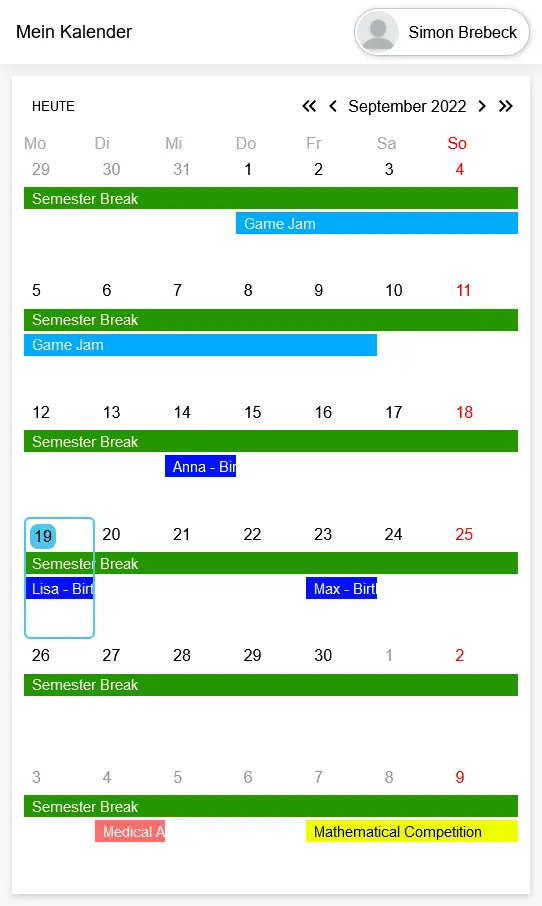 Mein Kalender
Simon Brebeck
HEUTE
September 2022
Mo Di Mi Do Fr Sa So
29 30 31 1 2 3 4
Semester Break
Game Jam
5 6 7 8 9 10 11
Semester Break
Game Jam
12 13 14 15 16 17 18
Semester Break
Anna - Bir
19 20 21 22 23 24 25
Semester Break
Lisa - Birt Max - Birt
26 27 28 29 30 1 2
Semester Break
3 4 5 6 7 8 9
Semester Break
Medical A Mathematical Competition